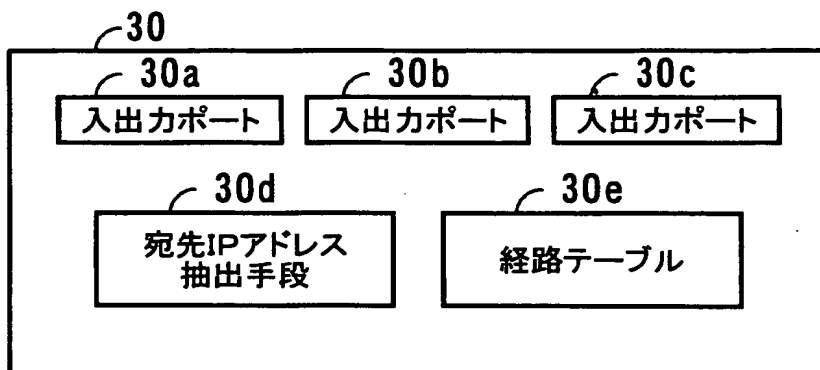 30
30a 30b 30c
入出力ポート 入出力ポート 入出力ポート
30d 30e
宛先IPアドレス
抽出手段
経路テーブル